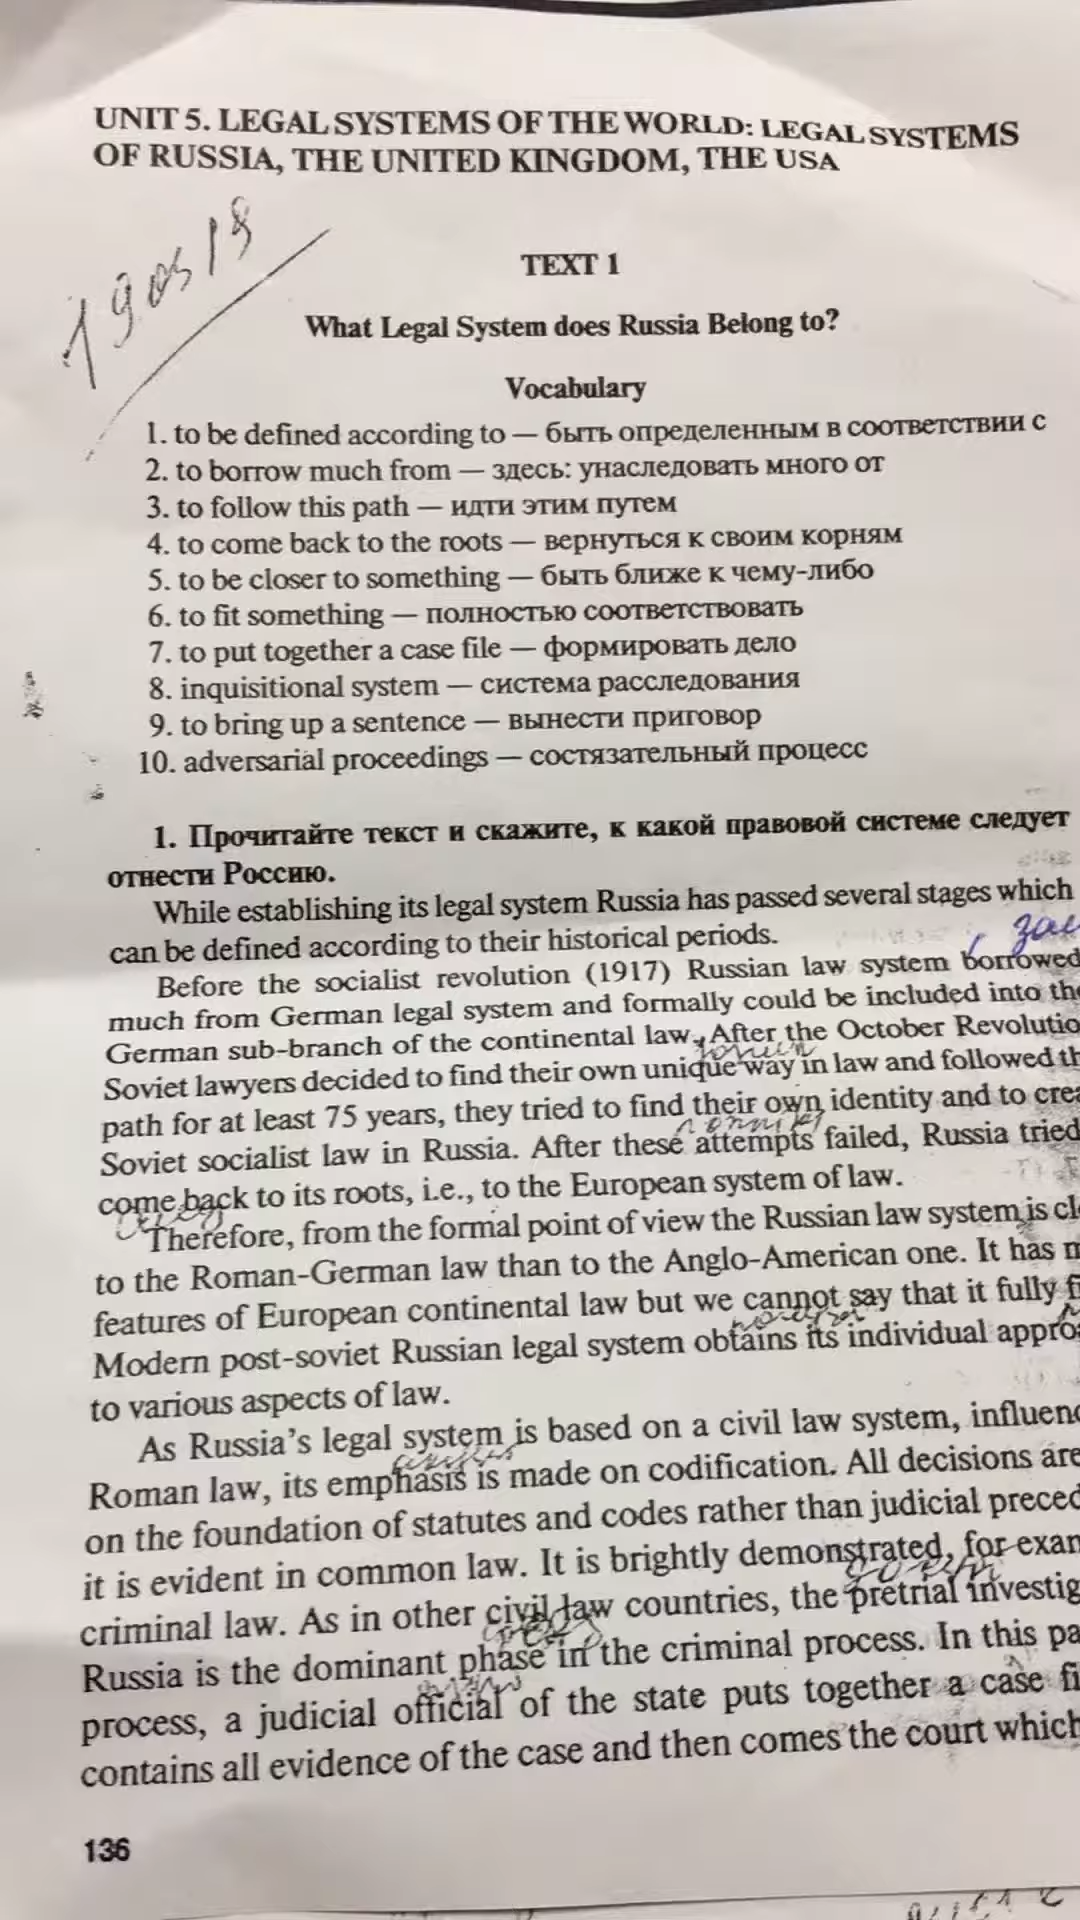 UNIT 5. LEGAL SYSTEMS OF THE WORLD: LEGAL SYSTEMS
OF RUSSIA, THE UNITED KINGDOM, THE USA
TEXT 1
What Legal System does Russia Belong to?
Vocabulary
1. to be defined according to — быть определенным в соответствии с
2. to borrow much from — здесь: унаследовать много от
3. to follow this path — идти этим путем
4. to come back to the roots — вернуться к своим корням
5. to be closer to something — быть ближе к чему-либо
6. to fit something — полностью соответствовать
7. to put together a case file — формировать дело
8. inquisitional system — система расследования
9. to bring up a sentence — вынести приговор
10. adversarial proceedings — состязательный процесс
1. Прочитайте текст и скажите, к какой правовой системе следует
отнести Россию.
While establishing its legal system Russia has passed several stages which
can be defined according to their historical periods.
Before the socialist revolution (1917) Russian law system borrowed
much from German legal system and formally could be included into the
German sub-branch of the continental law. After the October Revolutio
Soviet lawyers decided to find their own unique way in law and followed th
path for at least 75 years, they tried to find their own identity and to crea
Soviet socialist law in Russia. After these attempts failed, Russia tried
come back to its roots, i.e., to the European system of law.
Therefore, from the formal point of view the Russian law system is cl
to the Roman-German law than to the Anglo-American one. It has m
features of European continental law but we cannot say that it fully fi
Modern post-soviet Russian legal system obtains its individual appro
to various aspects of law.
As Russia's legal system is based on a civil law system, influenc
Roman law, its emphasis is made on codification. All decisions are
on the foundation of statutes and codes rather than judicial preced
it is evident in common law. It is brightly demonstrated, for exam
criminal law. As in other civil law countries, the pretrial investig
Russia is the dominant phase in the criminal process. In this pa
process, a judicial official of the state puts together a case fi
contains all evidence of the case and then comes the court which
136